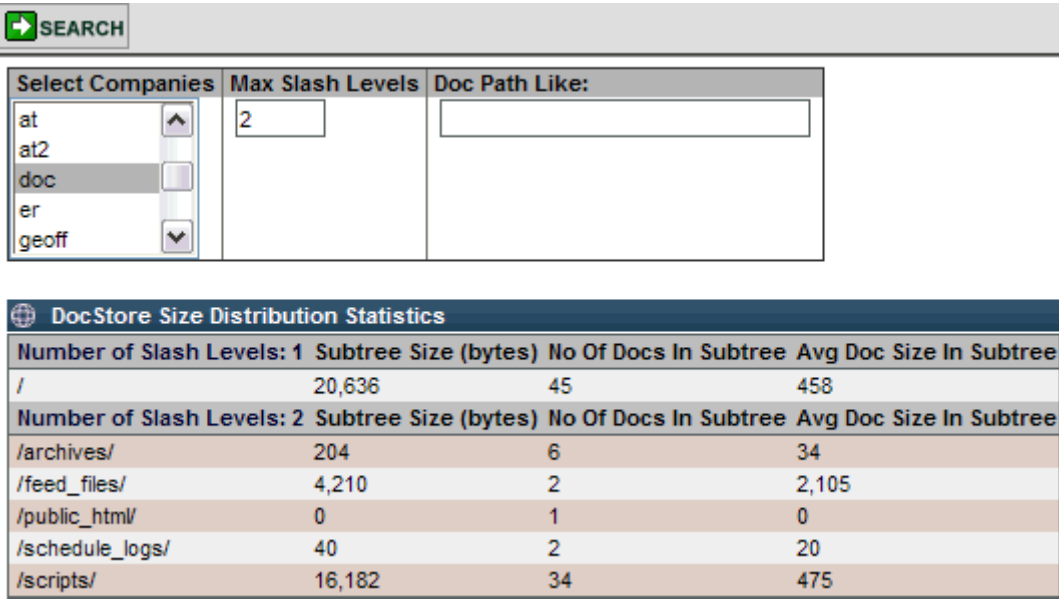 SEARCH
Select Companies Max Slash Levels Doc Path Like:
at 2
at2
doc
er
geoff
DocStore Size Distribution Statistics
Number of Slash Levels: 1 Subtree Size (bytes) No Of Docs In Subtree Avg Doc Size In Subtree
/ 20,636 45 458
Number of Slash Levels: 2 Subtree Size (bytes) No Of Docs In Subtree Avg Doc Size In Subtree
/archives/ 204 6 34
/feed_files/ 4,210 2 2,105
/public_html/ 0 1 0
/schedule_logs/ 40 2 20
/scripts/ 16,182 34 475